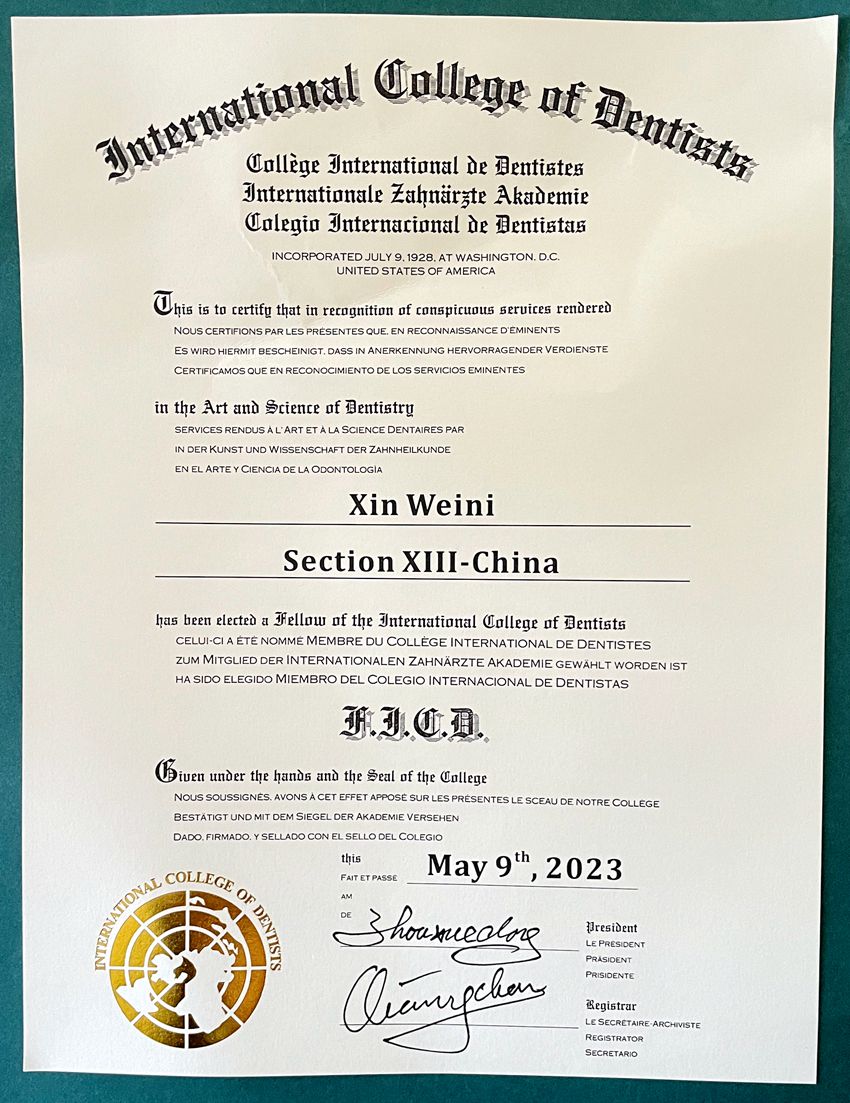 International College of Dentists
Collège International de Dentistes
Internationale Zahnärzte Akademie
Colegio Internacional de Dentistas
INCORPORATED JULY 9, 1928, AT WASHINGTON, D.C.
UNITED STATES OF AMERICA
This is to certify that in recognition of conspicuous services rendered
NOUS CERTIFIONS PAR LES PRÉSENTES QUE, EN RECONNAISSANCE D'ÉMINENTS
ES WIRD HIERMIT BESCHEINIGT, DASS IN ANERKENNUNG HERVORRAGENDER VERDIENSTE
CERTIFICAMOS QUE EN RECONOCIMIENTO DE LOS SERVICIOS EMINENTES
in the Art and Science of Dentistry
SERVICES RENDUS À L'ART ET À LA SCIENCE DENTAIRES PAR
IN DER KUNST UND WISSENSCHAFT DER ZAHNHEILKUNDE
EN EL ARTE Y CIENCIA DE LA ODONTOLOGÍA
Xin Weini
Section XIII-China
has been elected a Fellow of the International College of Dentists
CELUI-CI A ÉTÉ NOMMÉ MEMBRE DU COLLÈGE INTERNATIONAL DE DENTISTES
ZUM MITGLIED DER INTERNATIONALEN ZAHNÄRZTE AKADEMIE GEWÄHLT WORDEN IST
HA SIDO ELEGIDO MIEMBRO DEL COLEGIO INTERNACIONAL DE DENTISTAS
F.I.C.D.
Given under the hands and the Seal of the College
NOUS SOUSSIGNÉS, AVONS À CET EFFET APPOSÉ SUR LES PRÉSENTES LE SCEAU DE NOTRE COLLÈGE
BESTÄTIGT UND MIT DEM SIEGEL DER AKADEMIE VERSEHEN
DADO, FIRMADO, Y SELLADO CON EL SELLO DEL COLEGIO
this
FAIT ET PASSE
May 9th, 2023
AM
DE
INTERNATIONAL COLLEGE OF DENTISTS
President
LE PRÉSIDENT
PRÄSIDENT
PRISIDENTE
Registrar
LE SECRÉTAIRE-ARCHIVISTE
REGISTRATOR
SECRETARIO